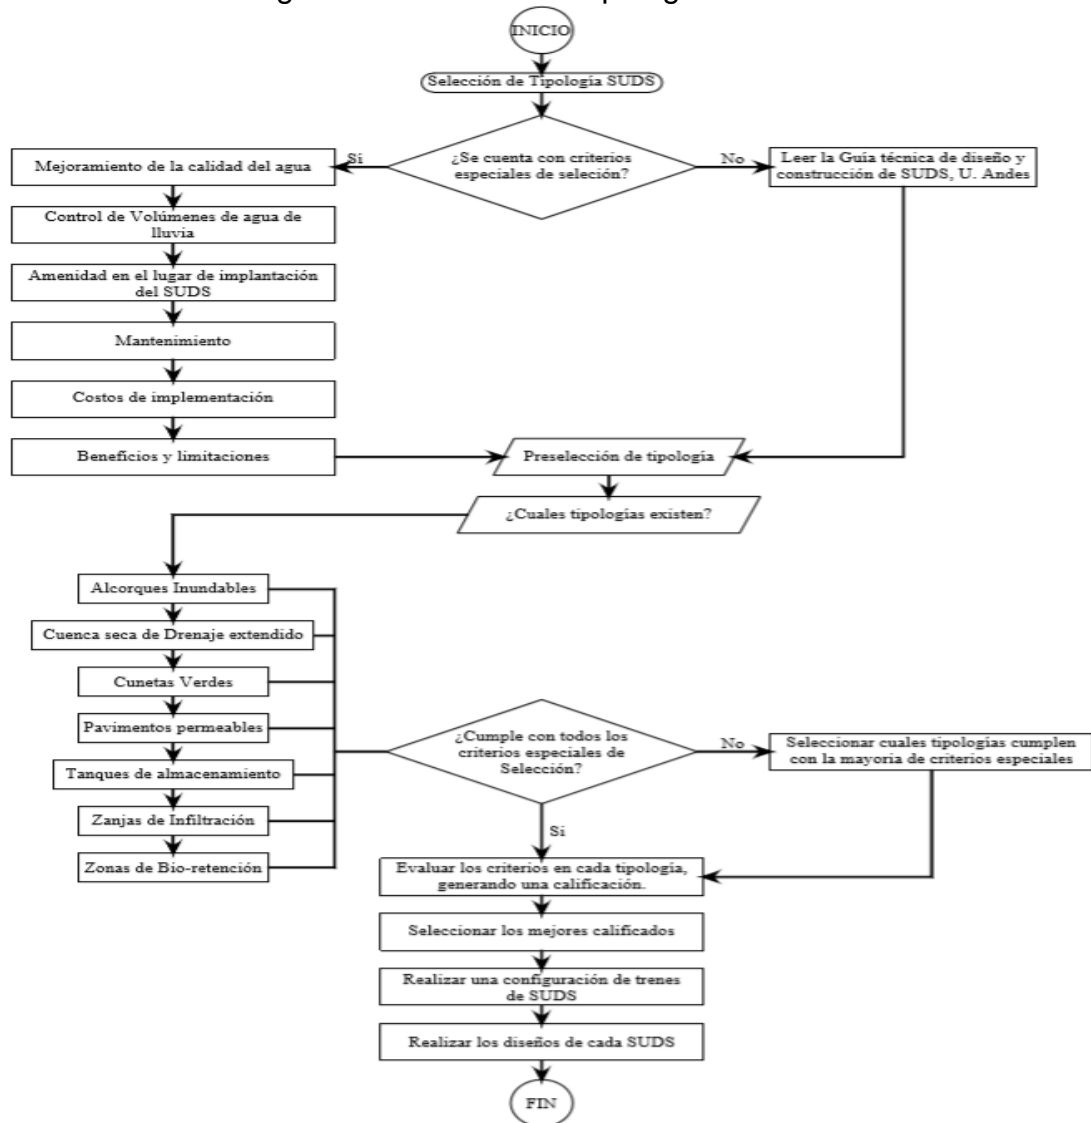 INICIO
Selección de Tipología SUDS
¿Se cuenta con criterios
especiales de seleción?
Sí
No
Mejoramiento de la calidad del agua
Leer la Guía técnica de diseño y
construcción de SUDS, U. Andes
Control de Volúmenes de agua de
lluvia
Amenidad en el lugar de implantación
del SUDS
Mantenimiento
Costos de implementación
Beneficios y limitaciones
Preselección de tipología
¿Cuales tipologías existen?
Alcorques Inundables
Cuenca seca de Drenaje extendido
Cunetas Verdes
Pavimentos permeables
Tanques de almacenamiento
Zanjas de Infiltración
Zonas de Bio-retención
¿Cumple con todos los
criterios especiales de
Selección?
No
Seleccionar cuales tipologías cumplen
con la mayoria de criterios especiales
Si
Evaluar los criterios en cada tipología,
generando una calificación.
Seleccionar los mejores calificados
Realizar una configuración de trenes
de SUDS
Realizar los diseños de cada SUDS
FIN